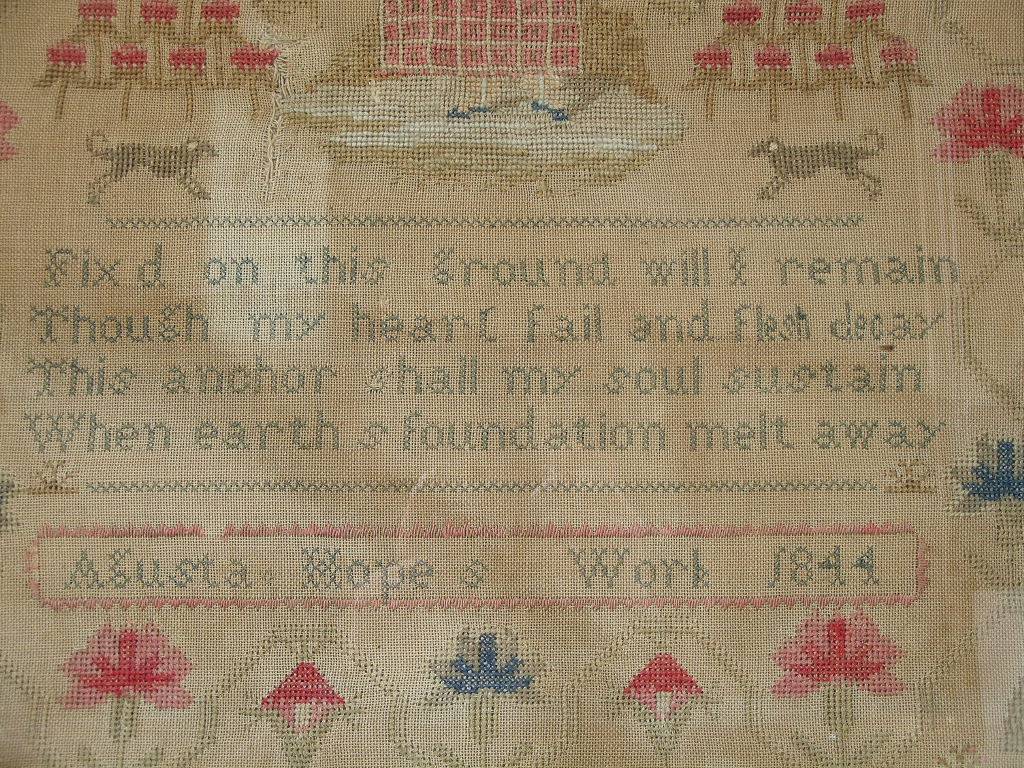 Fix d on this ground will I remain
Though my heart fail and flesh decay
This anchor shall my soul sustain
When earth s foundation melt away
Agusta Hope s Work 1844